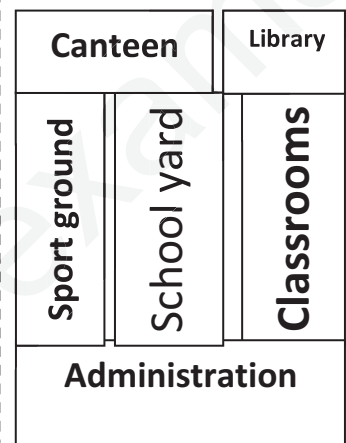 Canteen
Library
Sport ground
School yard
Classrooms
Administration